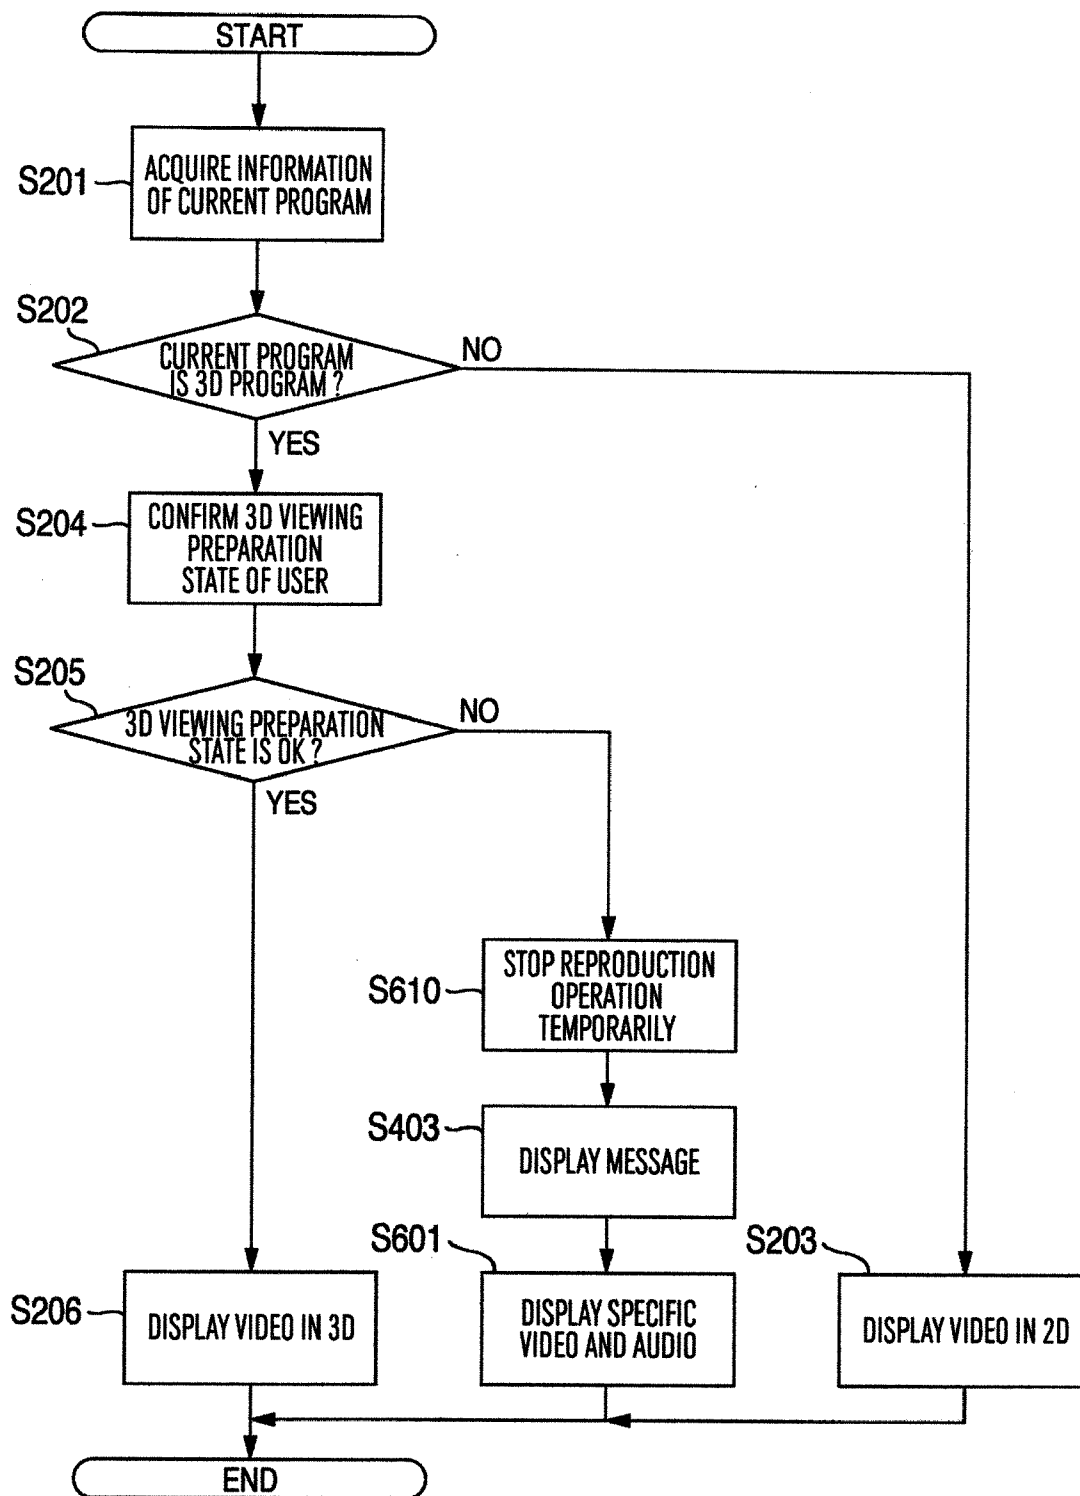 START
S201
ACQUIRE INFORMATION
OF CURRENT PROGRAM
S202
CURRENT PROGRAM
IS 3D PROGRAM ?
NO
YES
S204
CONFIRM 3D VIEWING
PREPARATION
STATE OF USER
S205
3D VIEWING PREPARATION
STATE IS OK ?
NO
YES
S610
STOP REPRODUCTION
OPERATION
TEMPORARILY
S403
DISPLAY MESSAGE
S206
DISPLAY VIDEO IN 3D
S601
DISPLAY SPECIFIC
VIDEO AND AUDIO
S203
DISPLAY VIDEO IN 2D
END